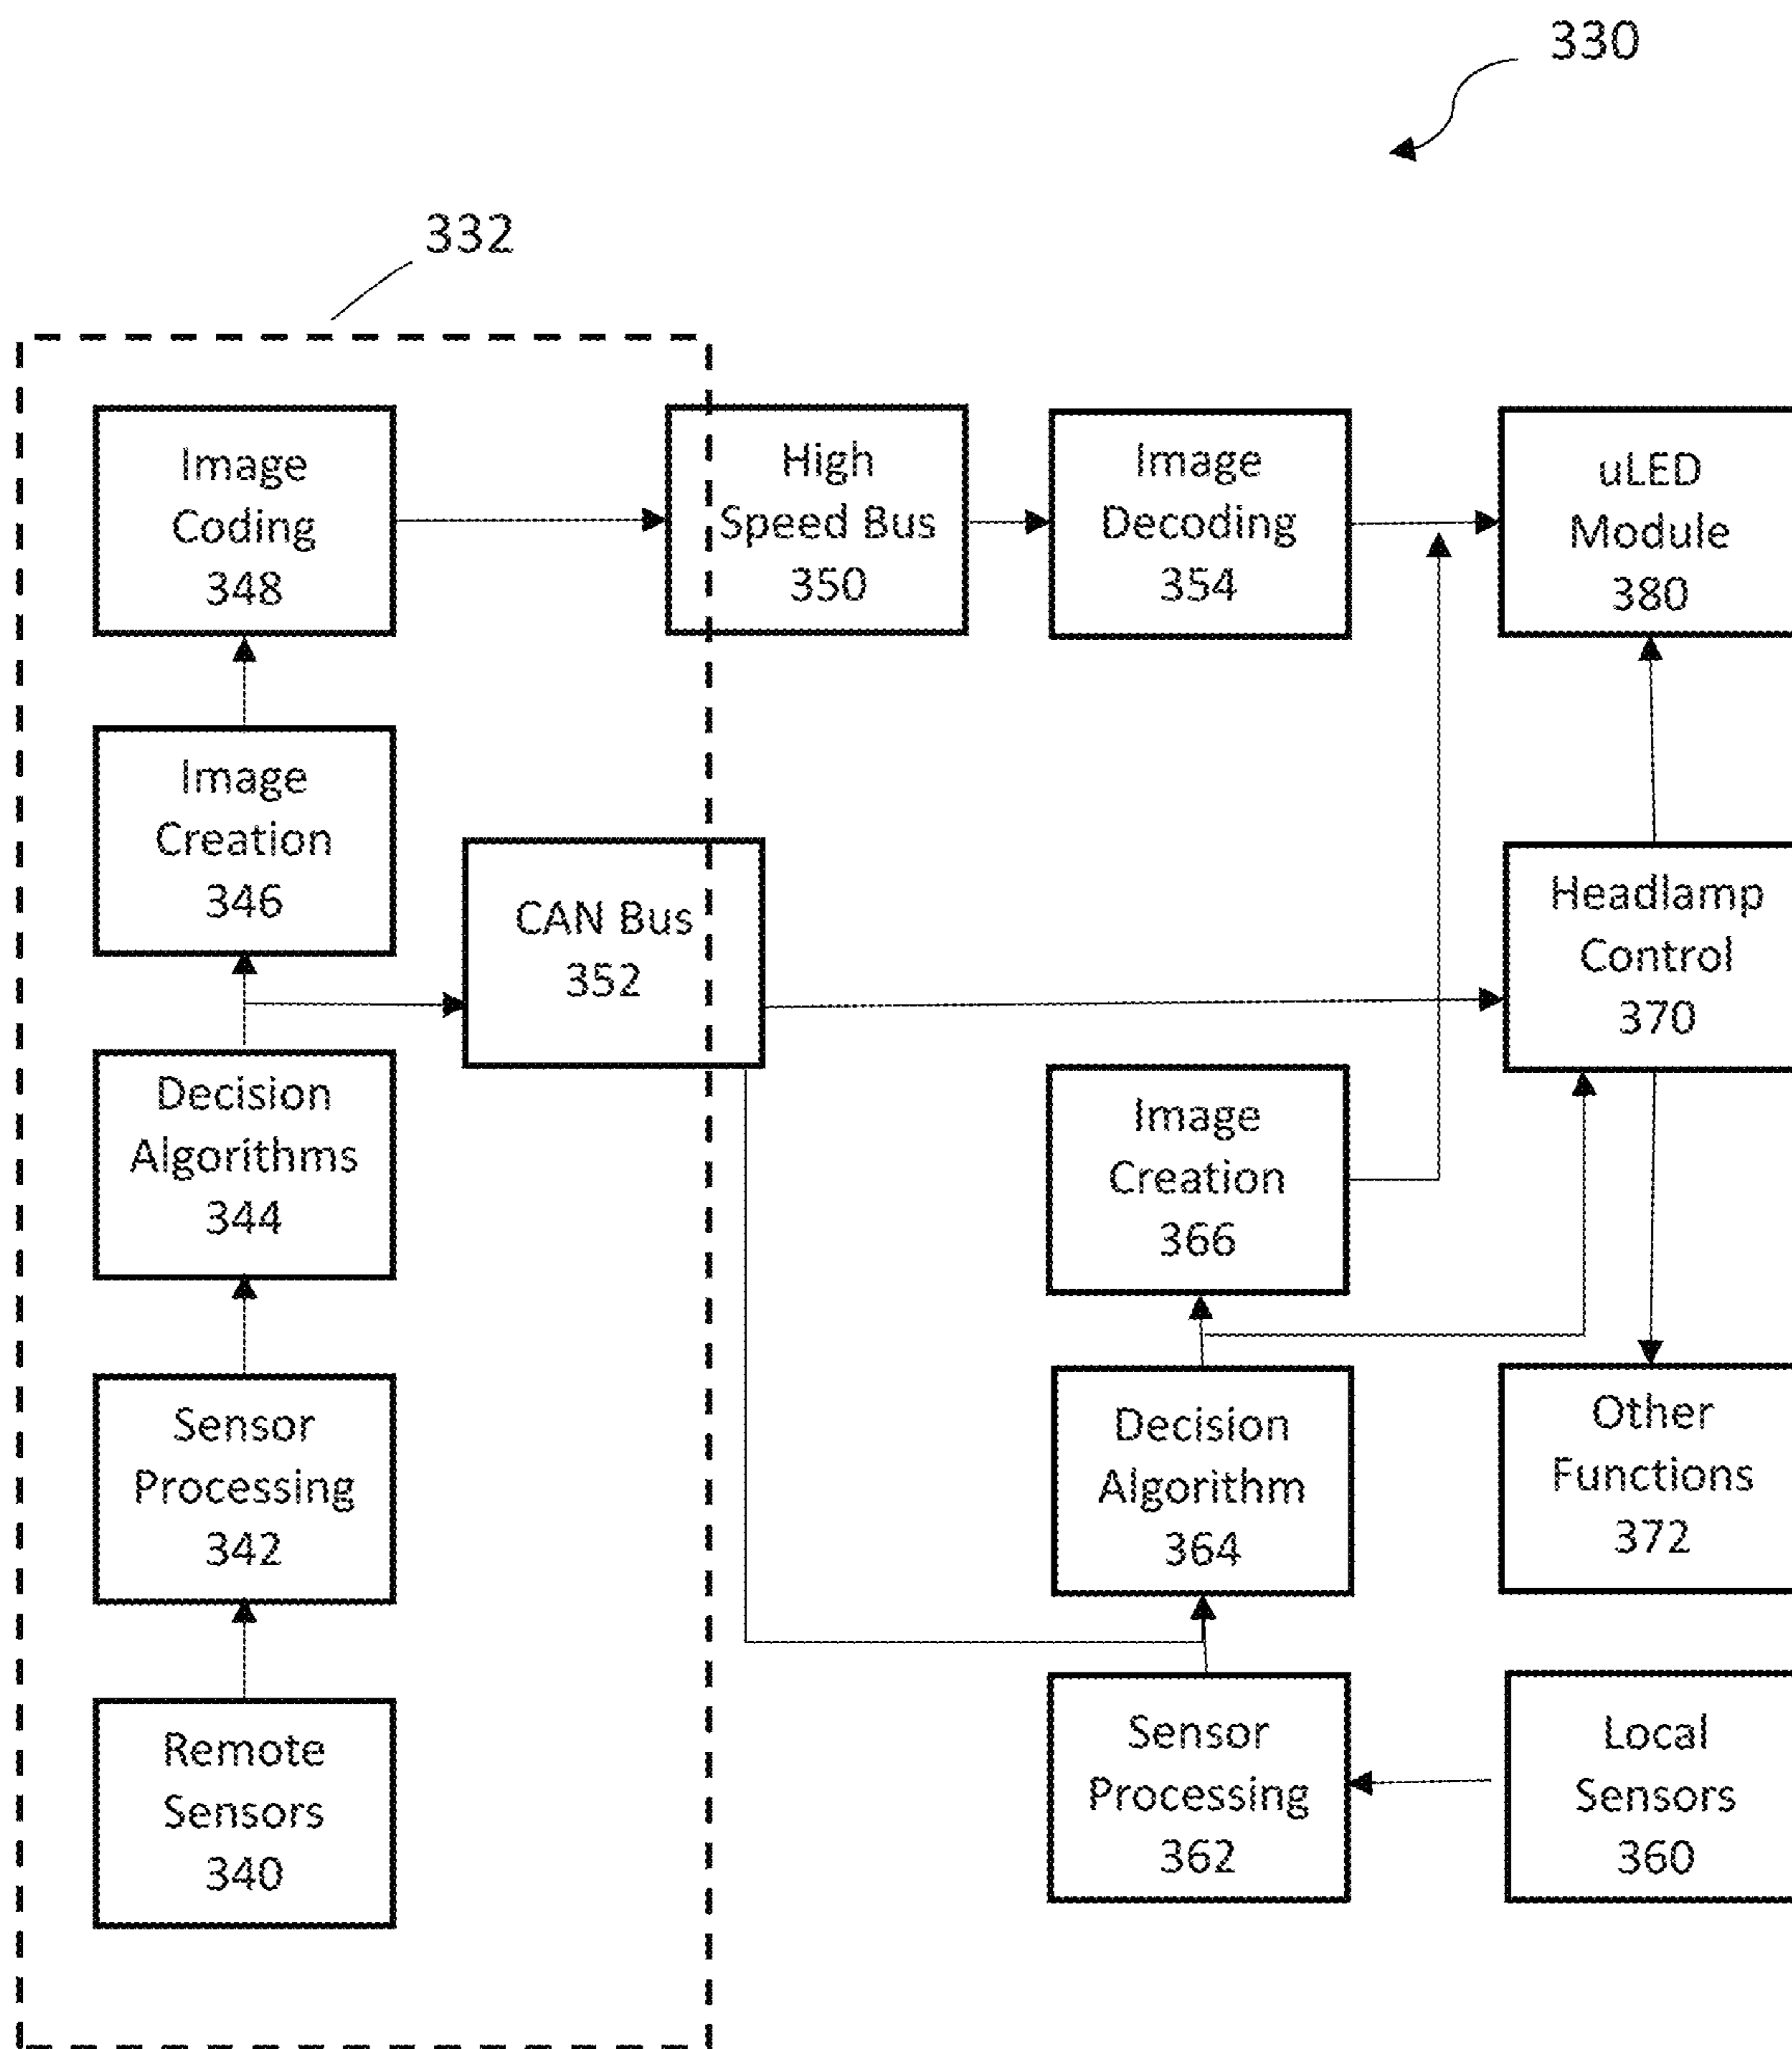 330
332
Image
Coding
348
High
Speed Bus
350
Image
Decoding
354
uLED
Module
380
Image
Creation
346
CAN Bus
352
Headlamp
Control
370
Decision
Algorithms
344
Image
Creation
366
Sensor
Processing
342
Decision
Algorithm
364
Other
Functions
372
Remote
Sensors
340
Sensor
Processing
362
Local
Sensors
360